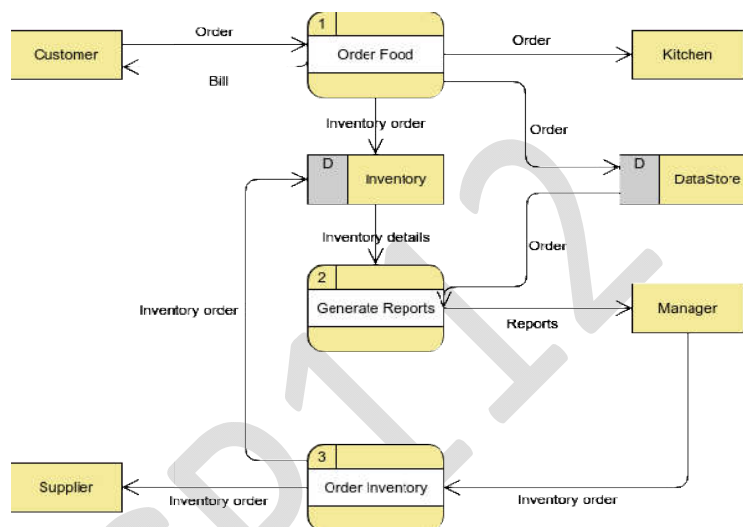 Order
1
Customer
Order Food
Order
Kitchen
Bill
Inventory order
Order
D
Inventory
D
DataStore
Inventory details
Order
2
Inventory order
Generate Reports
Reports
Manager
3
Supplier
Order Inventory
Inventory order
Inventory order